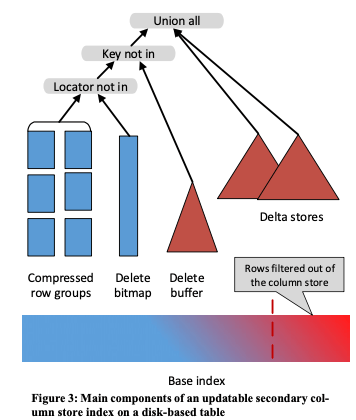 Union all
Key not in
Locator not in
Delta stores
Compressed
row groups
Delete
bitmap
Delete
buffer
Rows filtered out of
the column store
Base index
Figure 3: Main components of an updatable secondary col-
umn store index on a disk-based table